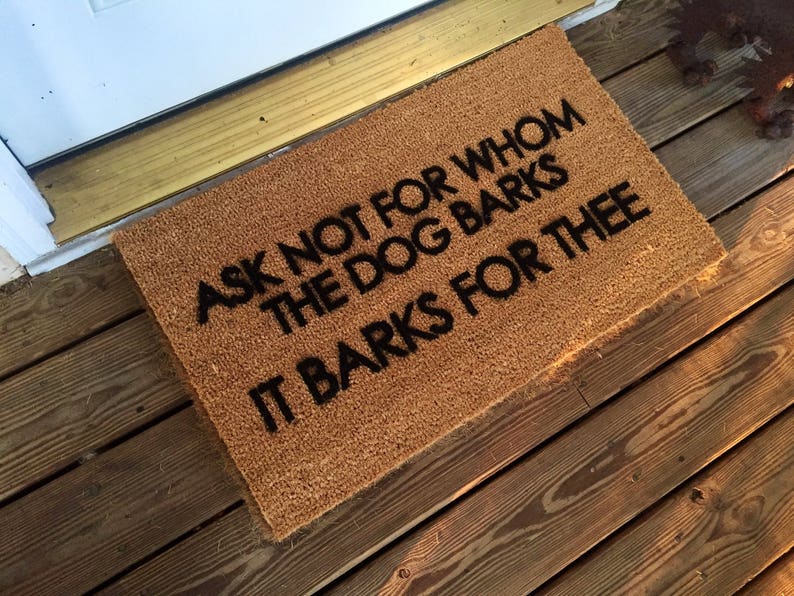 ASK NOT FOR WHOM
THE DOG BARKS
IT BARKS FOR THEE